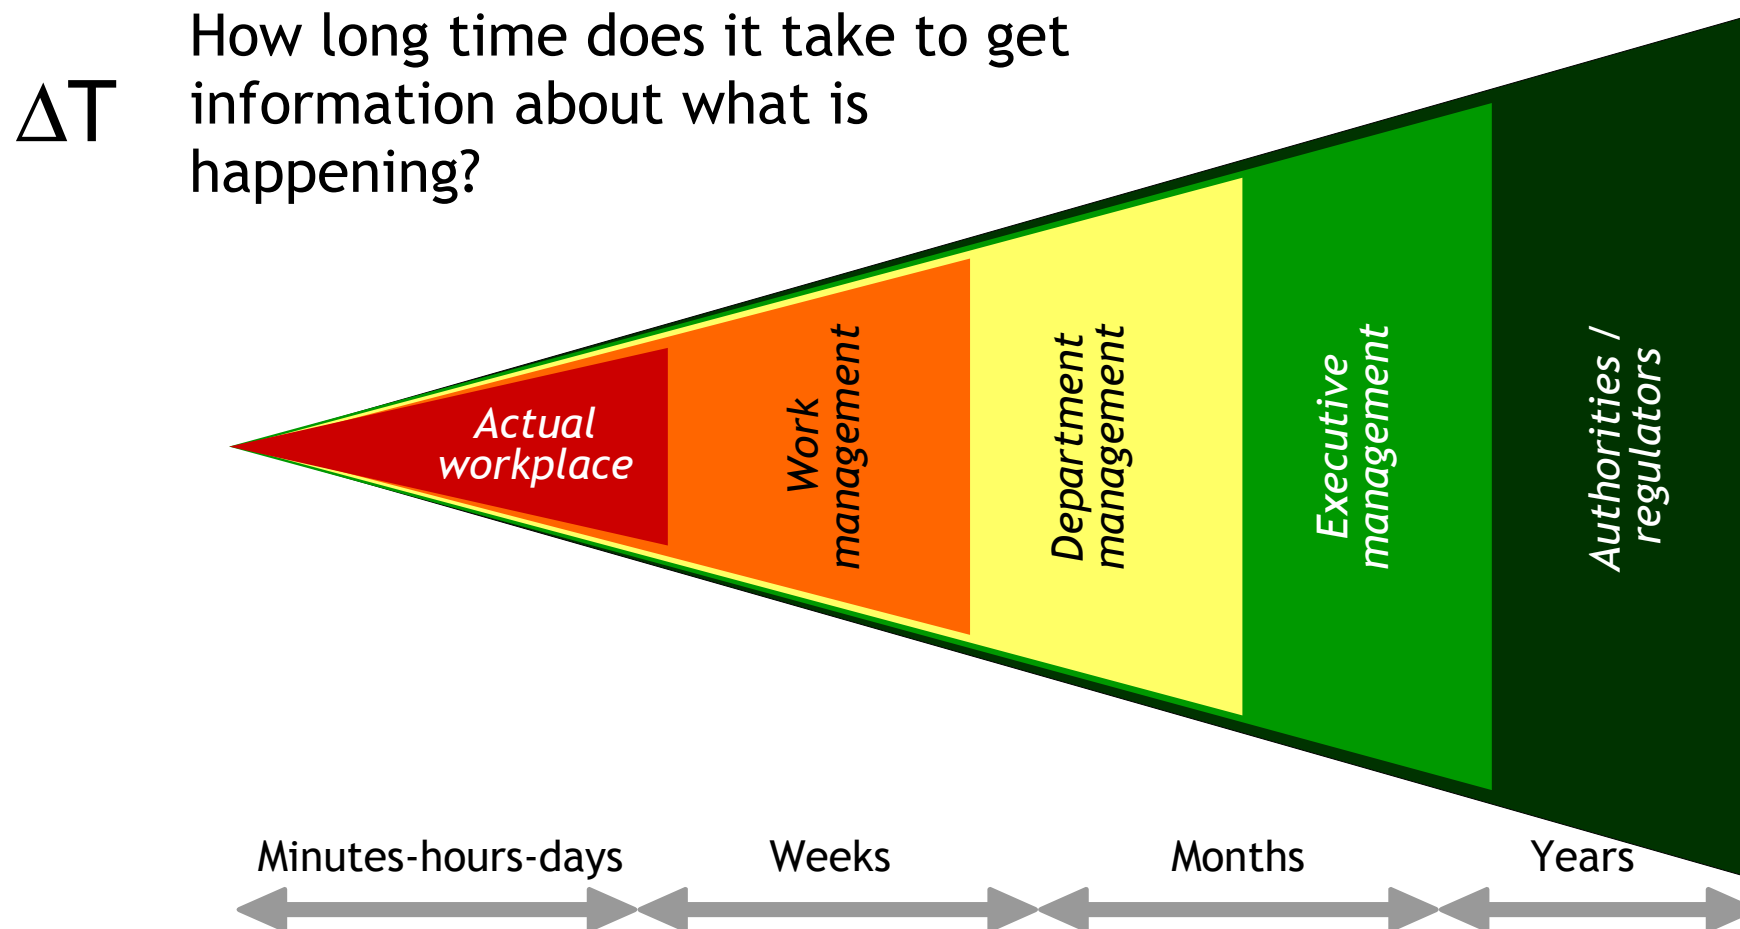 How long time does it take to get
information about what is
happening?
ΔT
Actual
workplace
Work
management
Department
management
Executive
management
Authorities /
regulators
Minutes-hours-days
Weeks
Months
Years